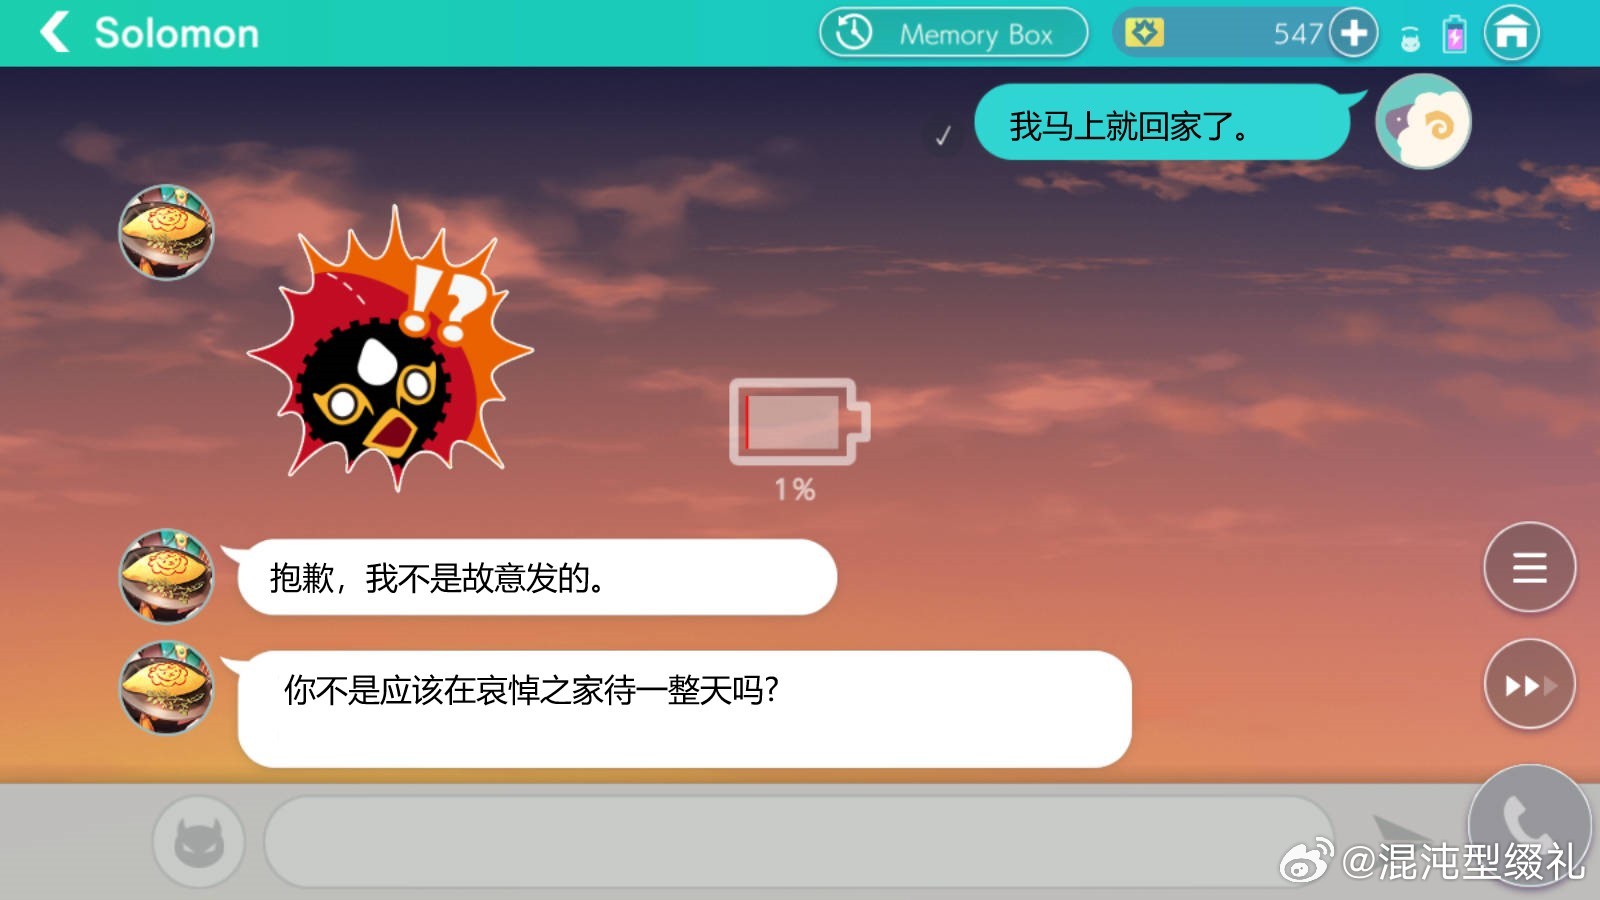 Solomon
Memory Box
547
我马上就回家了。
!?
1%
抱歉，我不是故意发的。
你不是应该在哀悼之家待一整天吗?
@混沌型缀礼